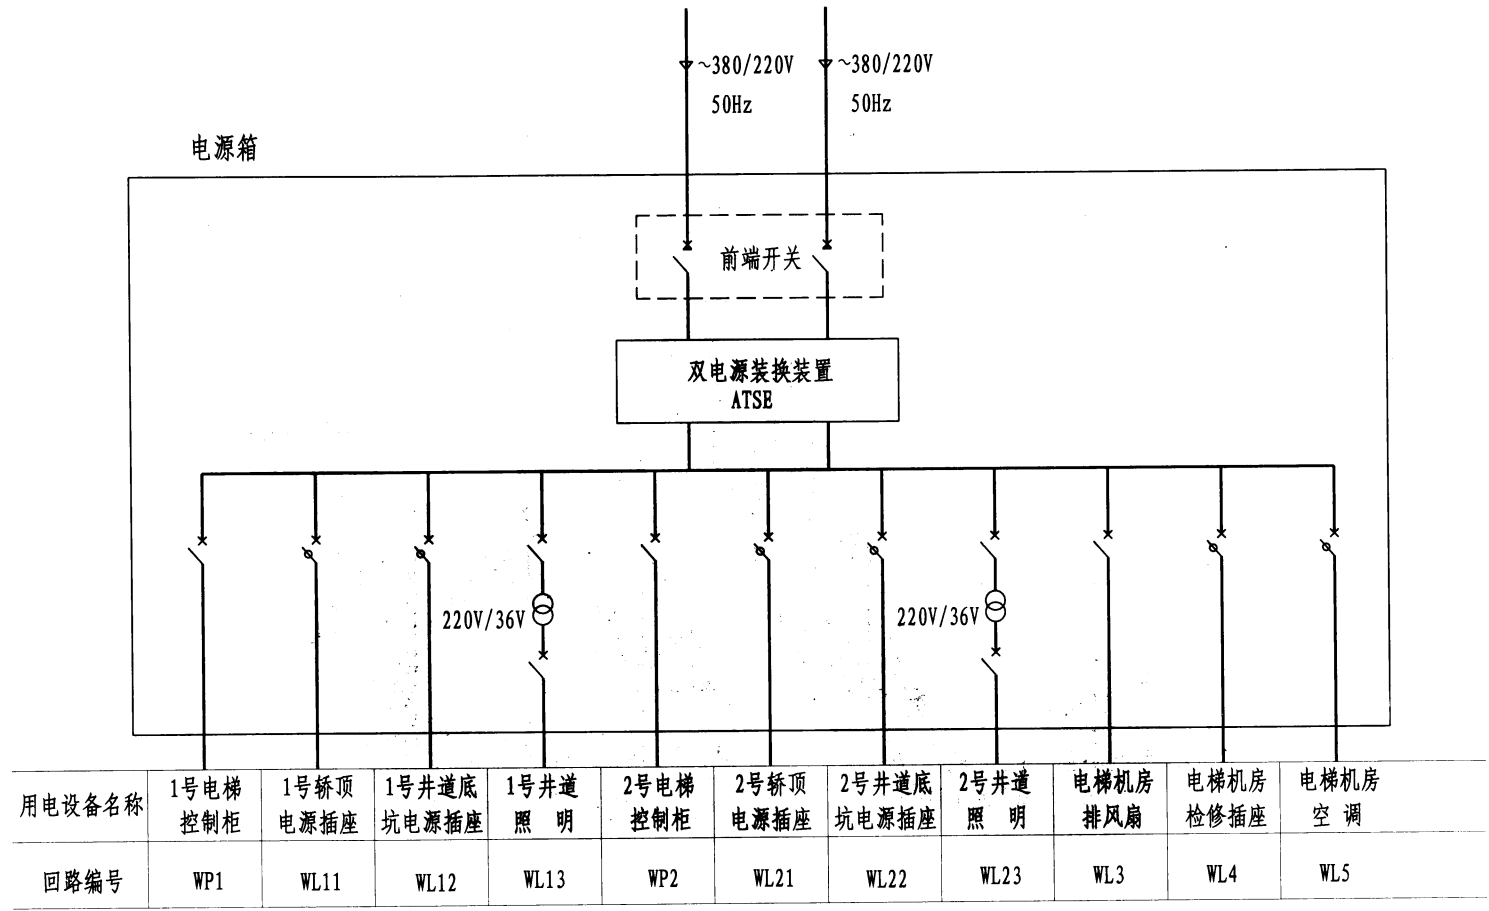 ~380/220V ~380/220V
50Hz 50Hz
电源箱
前端开关
双电源装换装置
ATSE
220V/36V 220V/36V
用电设备名称
1号电梯
控制柜
1号轿顶
电源插座
1号井道底
坑电源插座
1号井道
照 明
2号电梯
控制柜
2号轿顶
电源插座
2号井道底
坑电源插座
2号井道
照 明
电梯机房
排风扇
电梯机房
检修插座
电梯机房
空 调
回路编号 WP1 WL11 WL12 WL13 WP2 WL21 WL22 WL23 WL3 WL4 WL5